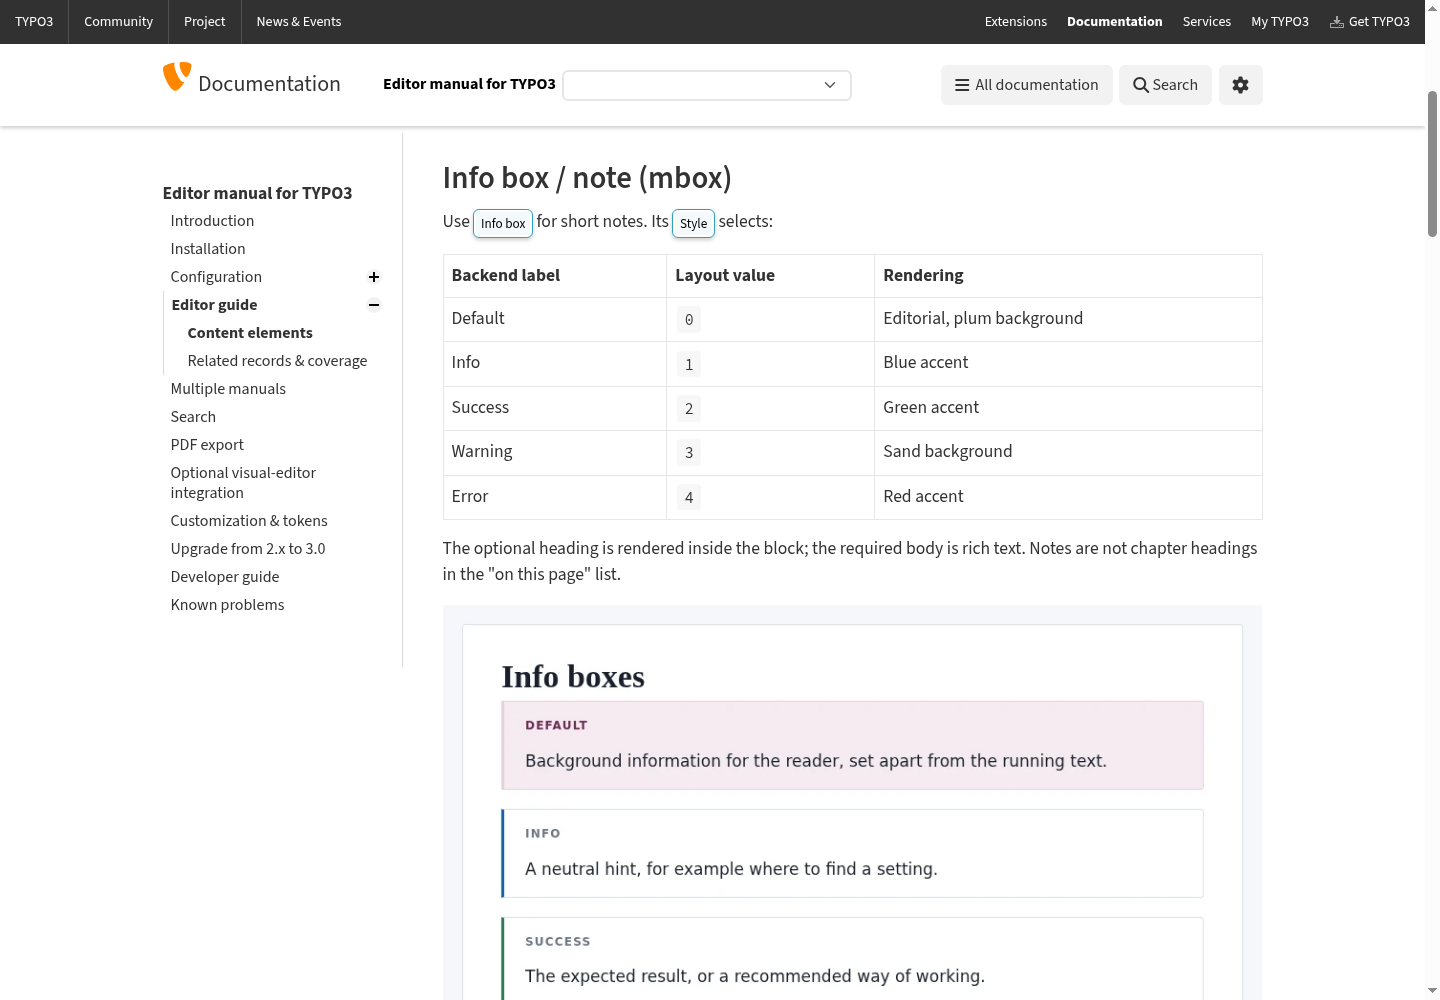 TYPO3 Community Project News & Events Extensions Documentation Services My TYPO3 Get TYPO3
Documentation Editor manual for TYPO3 All documentation Search
Editor manual for TYPO3
Introduction
Installation
Configuration
Editor guide
Content elements
Related records & coverage
Multiple manuals
Search
PDF export
Optional visual-editor
integration
Customization & tokens
Upgrade from 2.x to 3.0
Developer guide
Known problems
Info box / note (mbox)
Use Info box for short notes. Its Style selects:
Backend label Layout value Rendering
Default 0 Editorial, plum background
Info 1 Blue accent
Success 2 Green accent
Warning 3 Sand background
Error 4 Red accent
The optional heading is rendered inside the block; the required body is rich text. Notes are not chapter headings
in the "on this page" list.
Info boxes
DEFAULT
Background information for the reader, set apart from the running text.
INFO
A neutral hint, for example where to find a setting.
SUCCESS
The expected result, or a recommended way of working.